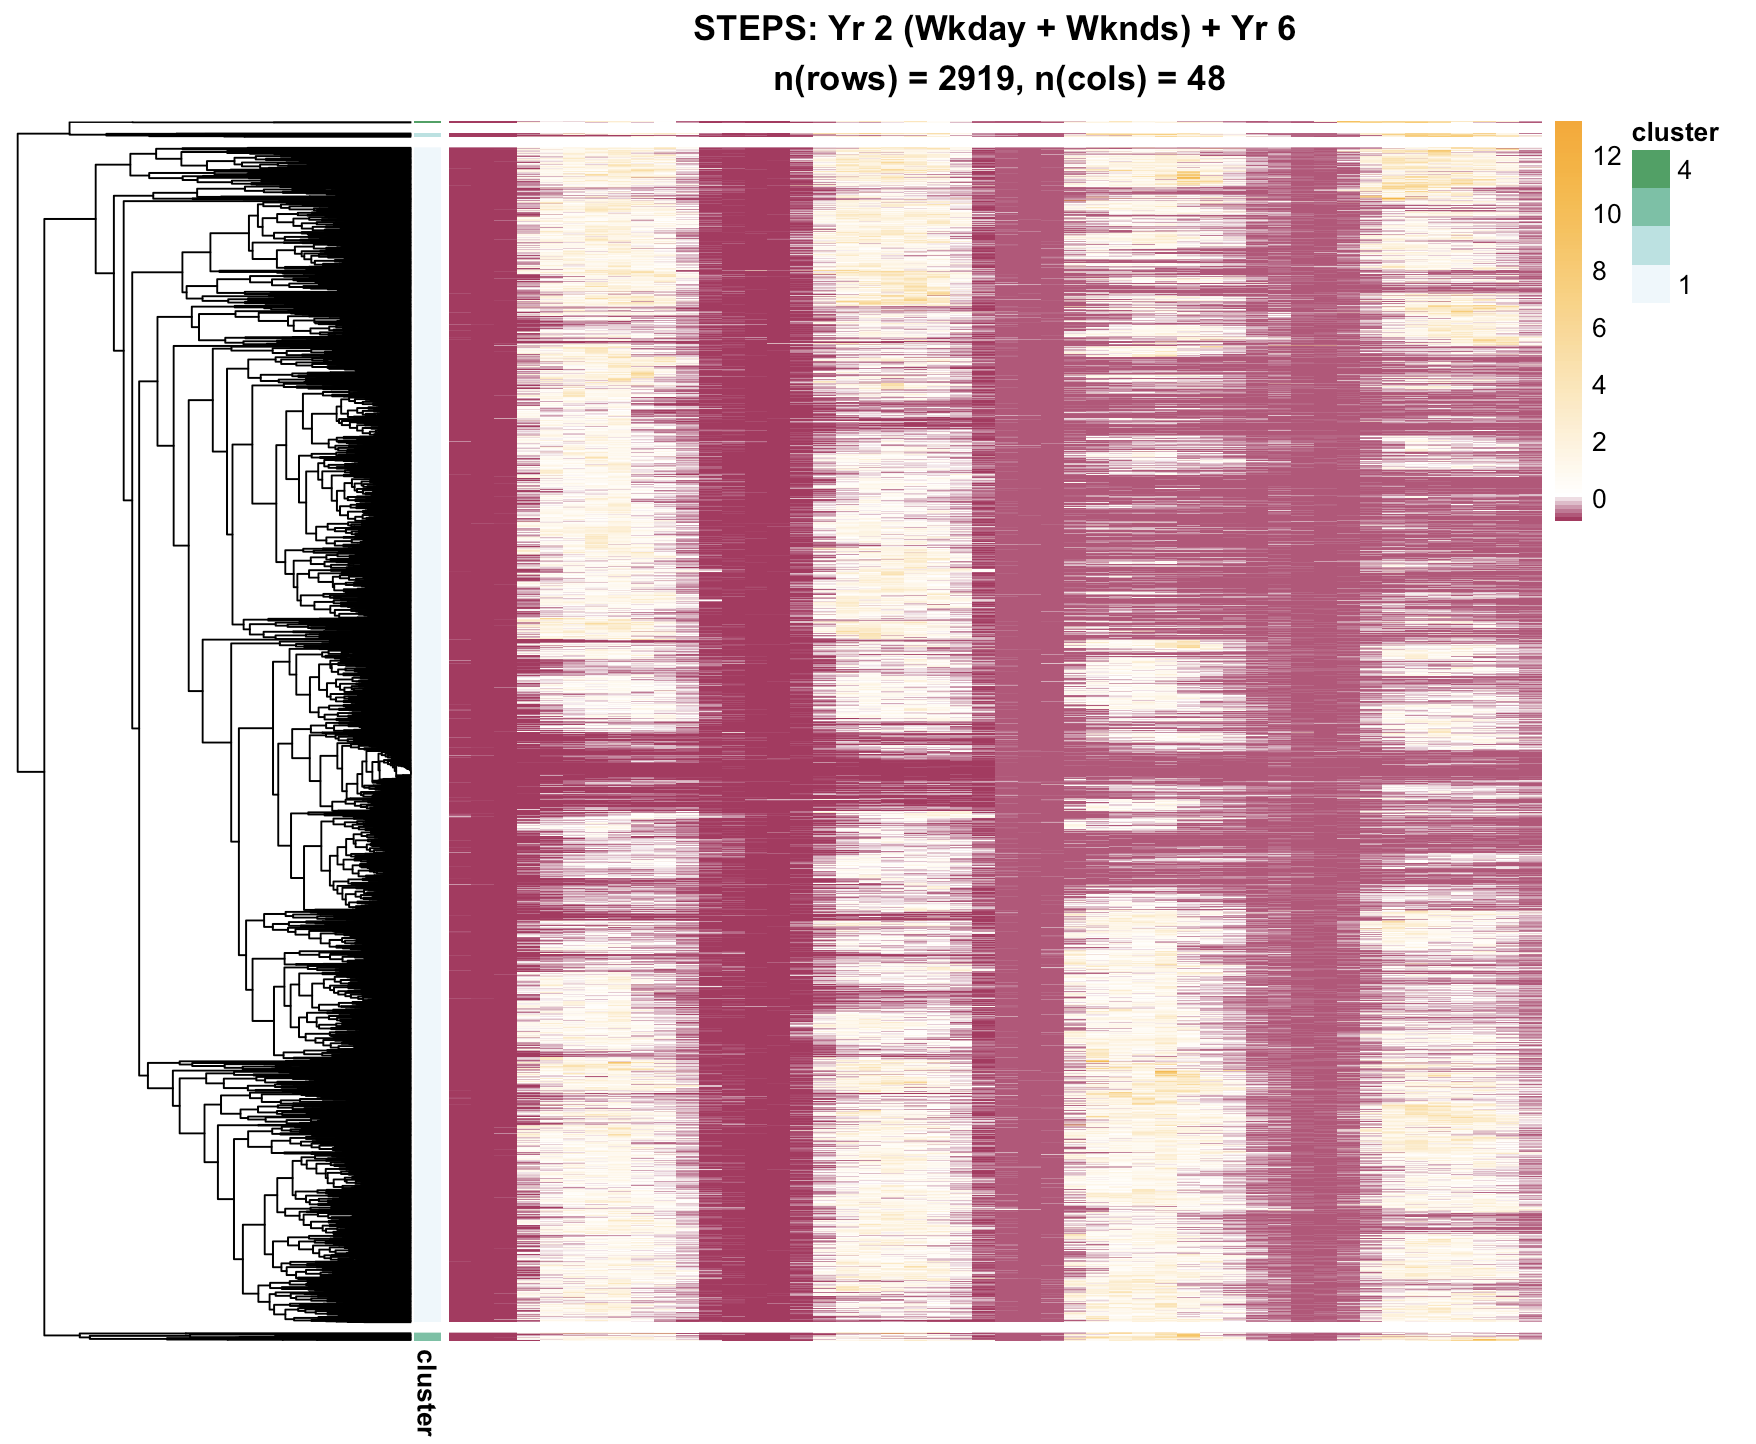 STEPS: Yr 2 (Wkday + Wknds) + Yr 6
n(rows) = 2919, n(cols) = 48
cluster
12
10
8
6
4
2
0
4
1
cluster